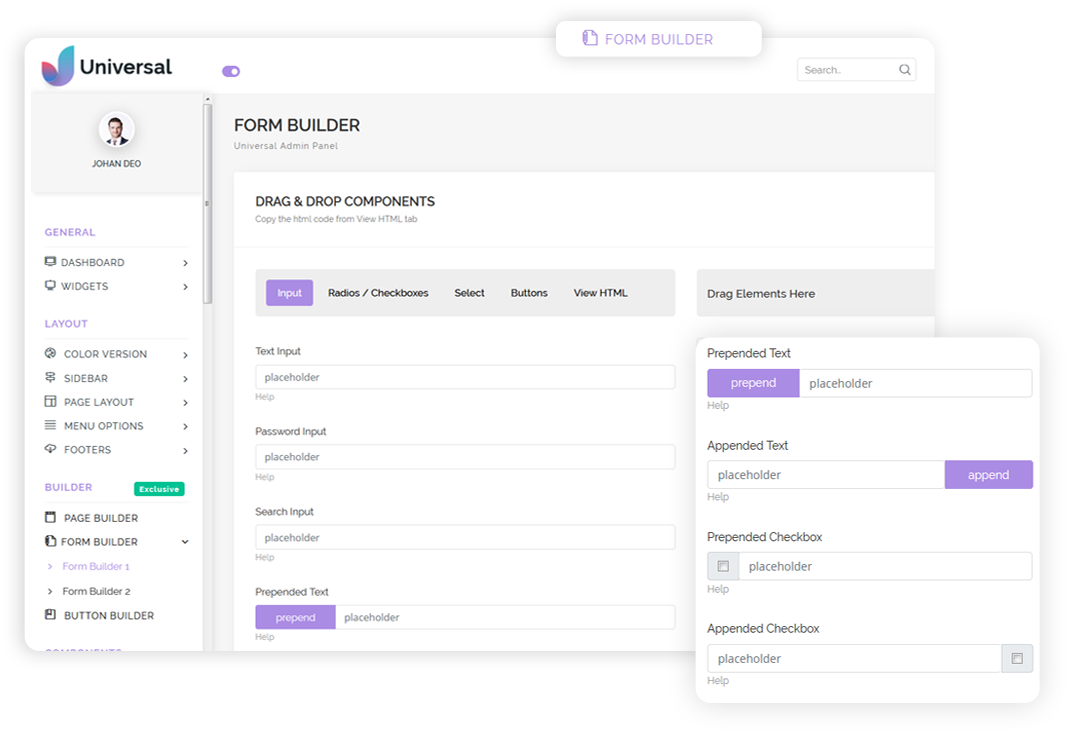 FORM BUILDER
Universal
Search..
JOHAN DEO
GENERAL
DASHBOARD
WIDGETS
LAYOUT
COLOR VERSION
SIDEBAR
PAGE LAYOUT
MENU OPTIONS
FOOTERS
BUILDER
Exclusive
PAGE BUILDER
FORM BUILDER
Form Builder 1
Form Builder 2
BUTTON BUILDER
COMPONENTS
FORM BUILDER
Universal Admin Panel
DRAG & DROP COMPONENTS
Copy the html code from View HTML tab
Input Radios / Checkboxes Select Buttons View HTML
Text Input
placeholder
Help
Password Input
placeholder
Help
Search Input
placeholder
Help
Prepended Text
prepend placeholder
Help
Drag Elements Here
Prepended Text
prepend placeholder
Help
Appended Text
placeholder append
Help
Prepended Checkbox
placeholder
Help
Appended Checkbox
placeholder
Help